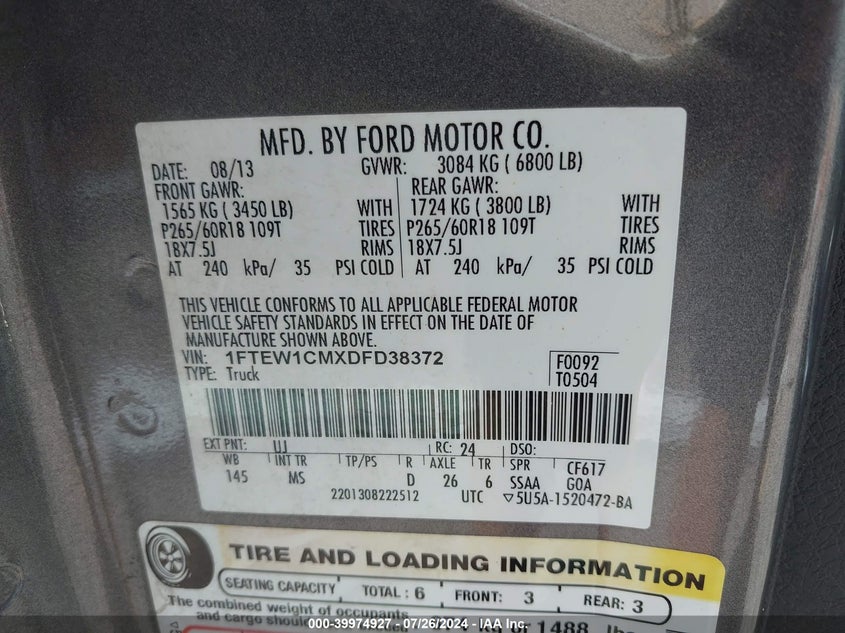 MFD. BY FORD MOTOR CO.
DATE: 08/13 GVWR: 3084 KG ( 6800 LB)
FRONT GAWR: REAR GAWR:
1565 KG ( 3450 LB) WITH 1724 KG ( 3800 LB) WITH
P265/60R18 109T TIRES P265/60R18 109T TIRES
18X7.5J RIMS 18X7.5J RIMS
AT 240 kPa/ 35 PSI COLD AT 240 kPa/ 35 PSI COLD
THIS VEHICLE CONFORMS TO ALL APPLICABLE FEDERAL MOTOR
VEHICLE SAFETY STANDARDS IN EFFECT ON THE DATE OF
MANUFACTURE SHOWN ABOVE.
VIN: 1FTEW1CMXDFD38372 F0092
TYPE: Truck T0504
EXT PNT: UJ RC: 24 DSO:
WB INT TR TP/PS R AXLE TR SPR CF617
145 MS D 26 6 SSAA GOA
2201308222512 UTC ▽5U5A-1520472-BA
TIRE AND LOADING INFORMATION
SEATING CAPACITY TOTAL : 6 FRONT: 3 REAR: 3
The combined weight of occupants
and cargo or 1488
© - 39974927 - 07/26/2024 - IAA Inc.